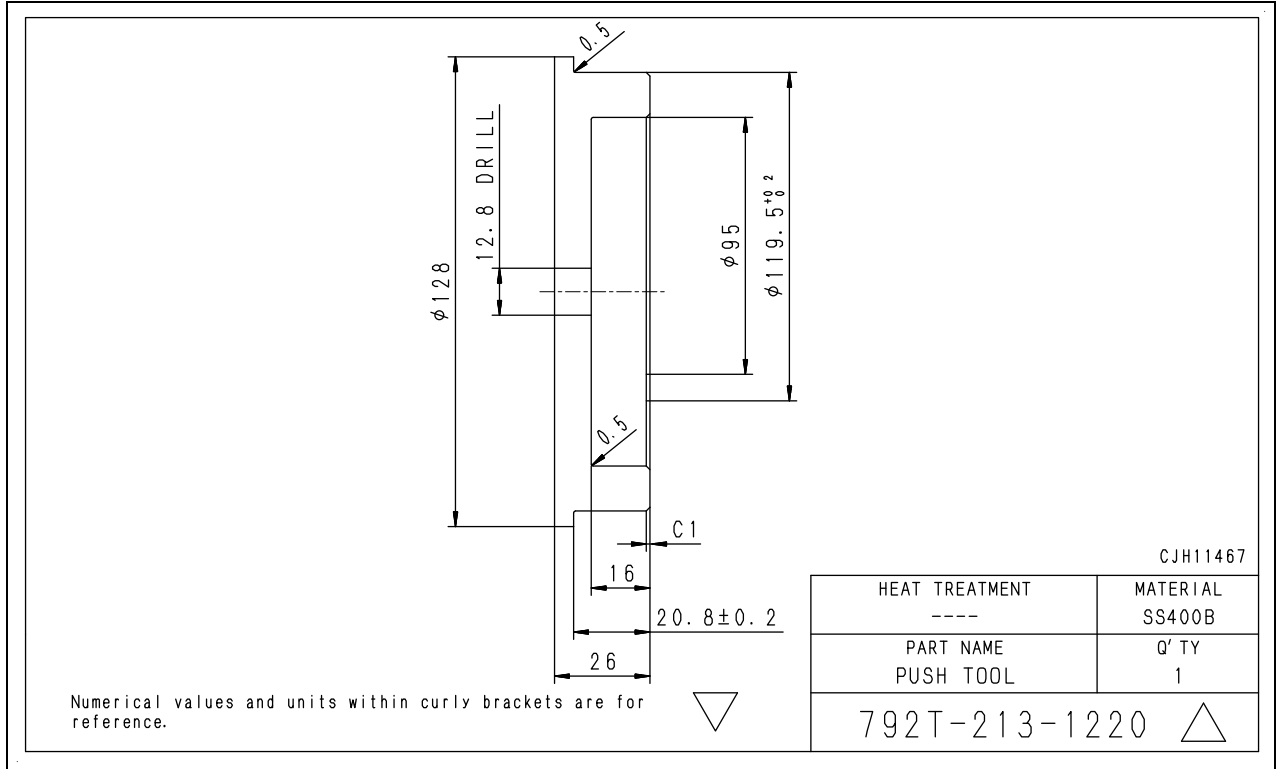 0.5
12.8 DRILL
φ128
φ95
φ119.5+0.2 0
0.5
C1
16
20.8±0.2
26
CJH11467
HEAT TREATMENT
----
MATERIAL
SS400B
PART NAME
PUSH TOOL
Q'TY
1
Numerical values and units within curly brackets are for
reference.
792T-213-1220